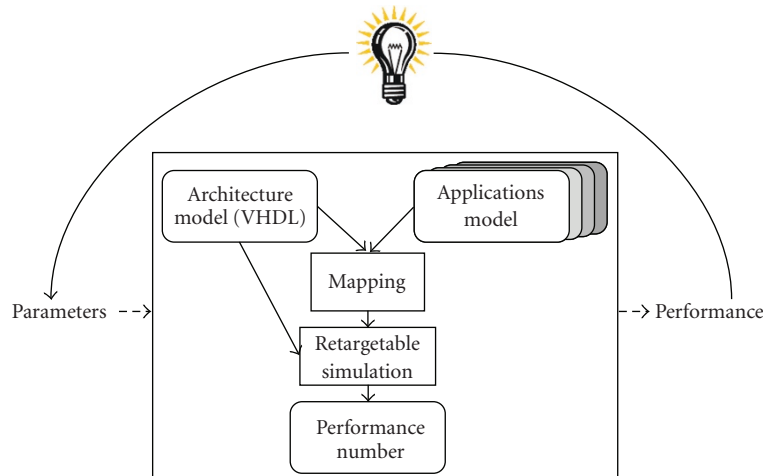 Architecture
model (VHDL)
Applications
model
Mapping
Parameters
Performance
Retargetable
simulation
Performance
number